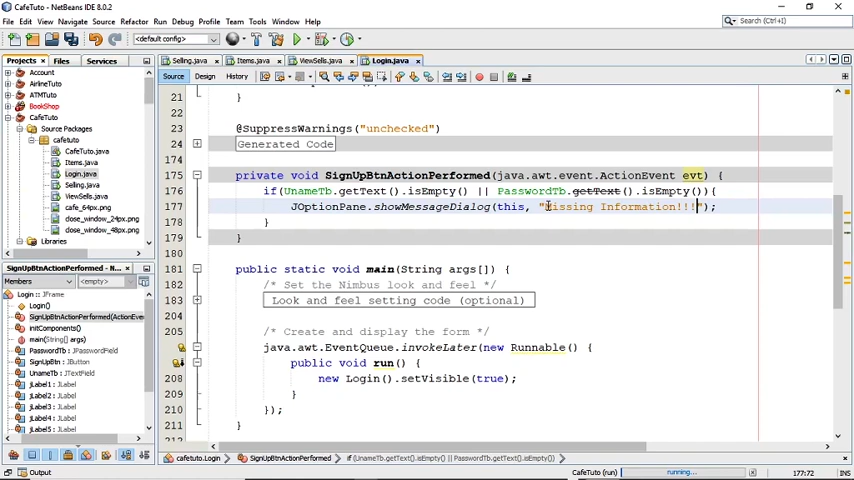 CafeTuto - NetBeans IDE 8.0.2
File Edit View Navigate Source Refactor Run Debug Profile Team Tools Window Help
Search (Ctrl+I)
<default config>
Projects Files Services
Selling.java Items.java ViewSells.java Login.java
Source Design History
Account
AirlineTuto
ATMTuto
BookShop
CafeTuto
Source Packages
cafetuto
CafeTuto.java
Items.java
Login.java
Selling.java
ViewSells.java
cafe_64px.png
dose_window_24px.png
dose_window_48px.png
Libraries
21 }
22
23 @SuppressWarnings("unchecked")
24 Generated Code
174
175 private void SignUpBtnActionPerformed(java.awt.event.ActionEvent evt) {
176 if(UnameTb.getText().isEmpty() || PasswordTb.getText().isEmpty()){
177 JOptionPane.showMessageDialog(this, "Missing Information!!!");
178 }
179 }
181 public static void main(String args[]) {
182 /* Set the Nimbus look and feel */
183 Look and feel setting code (optional)
204
205 /* Create and display the form */
java.awt.EventQueue.invokeLater(new Runnable() {
public void run() {
208 new Login().setVisible(true);
209 }
210 });
211 }
212
SignUpBtnActionPerformed - N...
Members <empty>
Login :: JFrame
Login()
SignUpBtnActionPerformed(ActionEven
initComponents()
main(String[] args)
PasswordTb : JPasswordField
SignUpBtn : JButton
UnameTb : JTextField
jLabel1 : JLabel
jLabel2 : JLabel
jLabel3 : JLabel
jLabel4 : JLabel
jLabel5 : JLabel
jLabel6 : JLabel
cafetuto.Login SignUpBtnActionPerformed if (UnameTb.getText().isEmpty() || PasswordTb.getText().isEmpty())
Output
CafeTuto (run) running... 177:72 INS